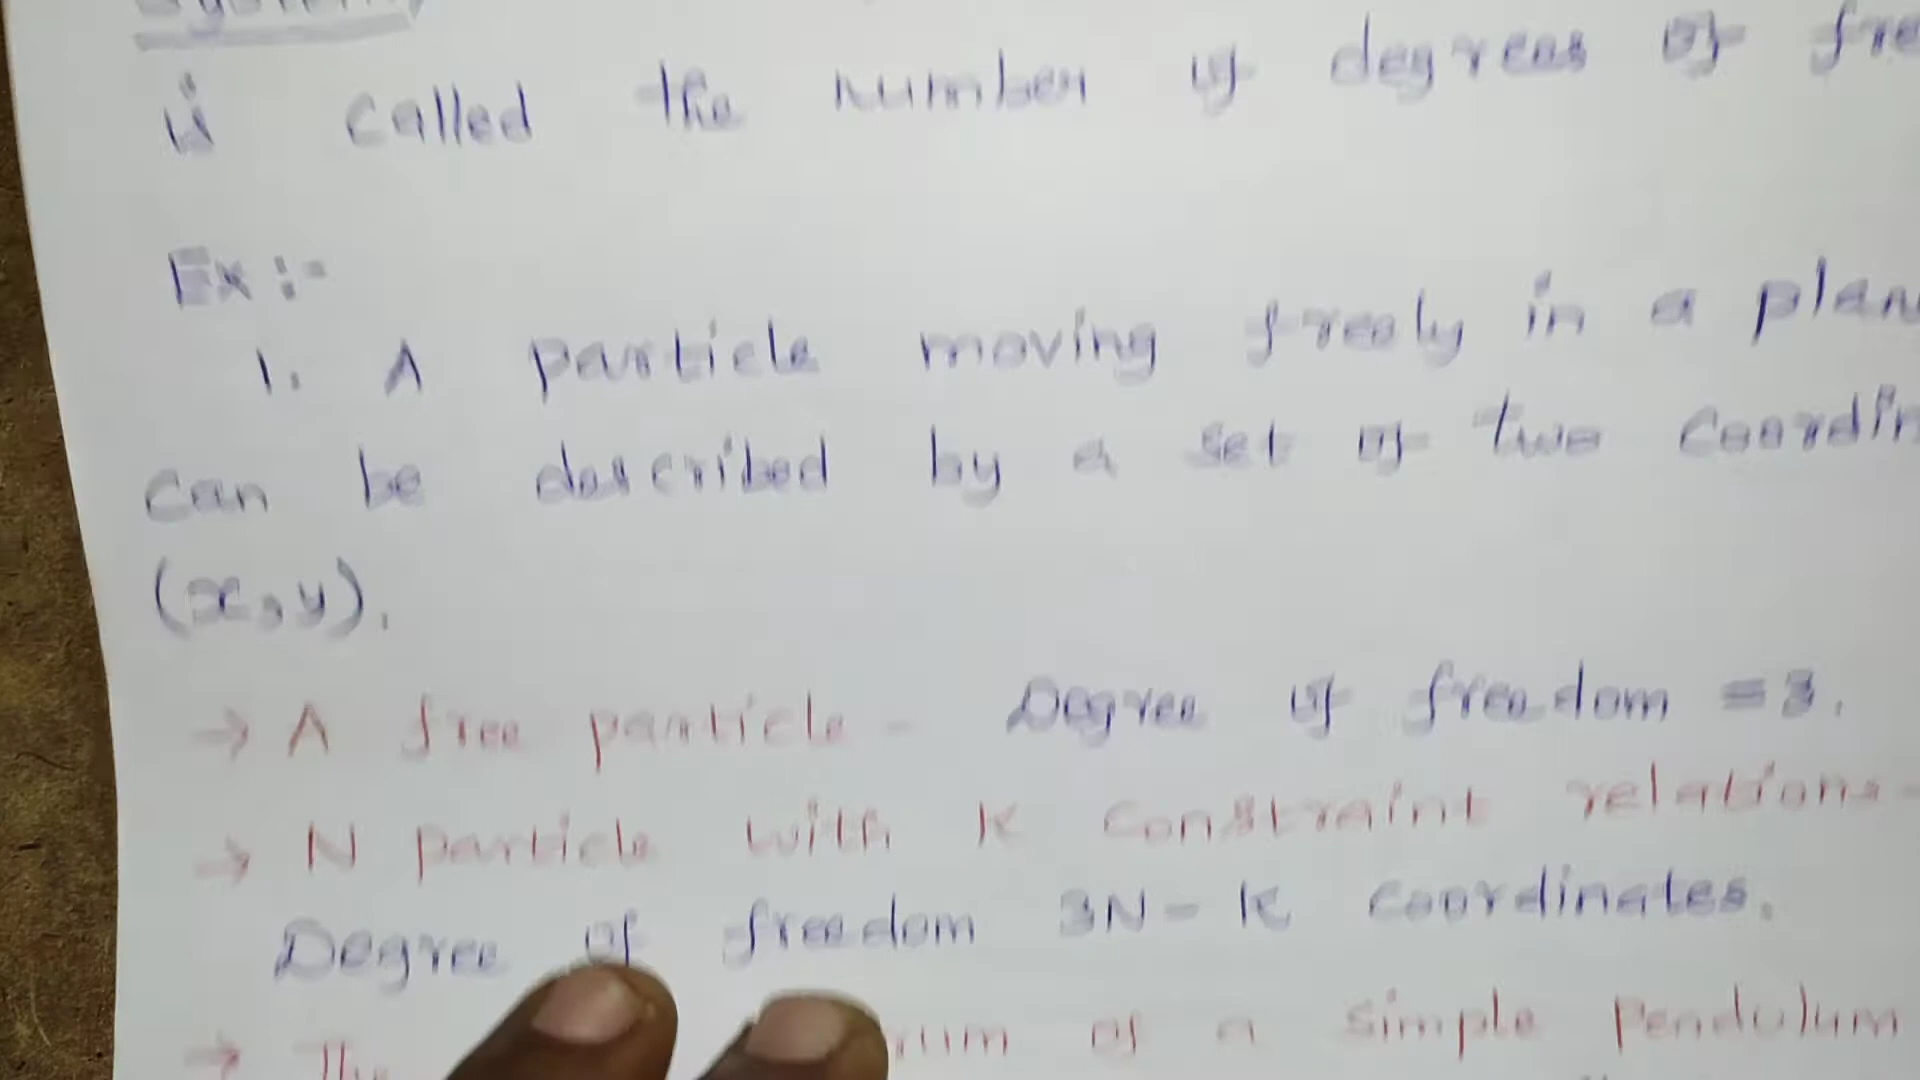 System,
is called the number of degrees of fre
Ex :-
1. A particle moving freely in a plan
can be described by a set of two coordin
(x, y).
→ A free particle - Degree of freedom = 3.
→ N particle with K constraint relations -
Degree of freedom 3N - K coordinates.
→ The of a simple pendulum